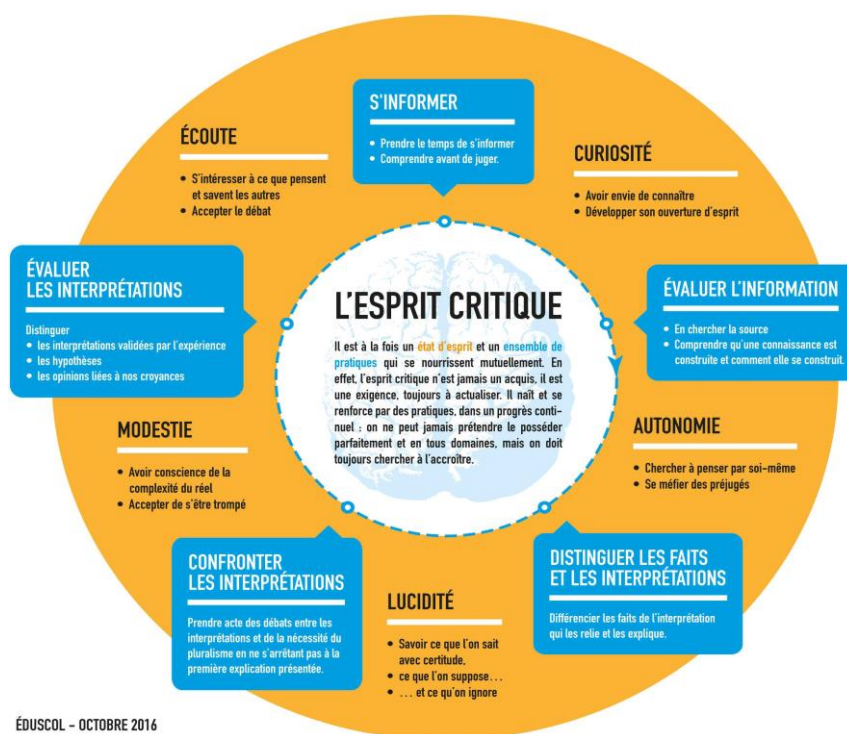 S'INFORMER
• Prendre le temps de s'informer
• Comprendre avant de juger.
CURIOSITÉ
• Avoir envie de connaître
• Développer son ouverture d'esprit
ÉVALUER L'INFORMATION
• En chercher la source
• Comprendre qu'une connaissance est
construite et comment elle se construit.
AUTONOMIE
• Chercher à penser par soi-même
• Se méfier des préjugés
DISTINGUER LES FAITS
ET LES INTERPRÉTATIONS
Différencier les faits de l'interprétation
qui les relie et les explique.
LUCIDITÉ
• Savoir ce que l'on sait
avec certitude,
• ce que l'on suppose…
• … et ce qu'on ignore
CONFRONTER
LES INTERPRÉTATIONS
Prendre acte des débats entre les
interprétations et de la nécessité du
pluralisme en ne s'arrêtant pas à la
première explication présentée.
MODESTIE
• Avoir conscience de la
complexité du réel
• Accepter de s'être trompé
ÉVALUER
LES INTERPRÉTATIONS
Distinguer
• les interprétations validées par l'expérience
• les hypothèses
• les opinions liées à nos croyances
ÉCOUTE
• S'intéresser à ce que pensent
et savent les autres
• Accepter le débat
L'ESPRIT CRITIQUE
Il est à la fois un état d'esprit et un ensemble de
pratiques qui se nourrissent mutuellement. En
effet, l'esprit critique n'est jamais un acquis, il est
une exigence, toujours à actualiser. Il naît et se
renforce par des pratiques, dans un progrès conti-
nuel : on ne peut jamais prétendre le posséder
parfaitement et en tous domaines, mais on doit
toujours chercher à l'accroître.
ÉDUSCOL - OCTOBRE 2016